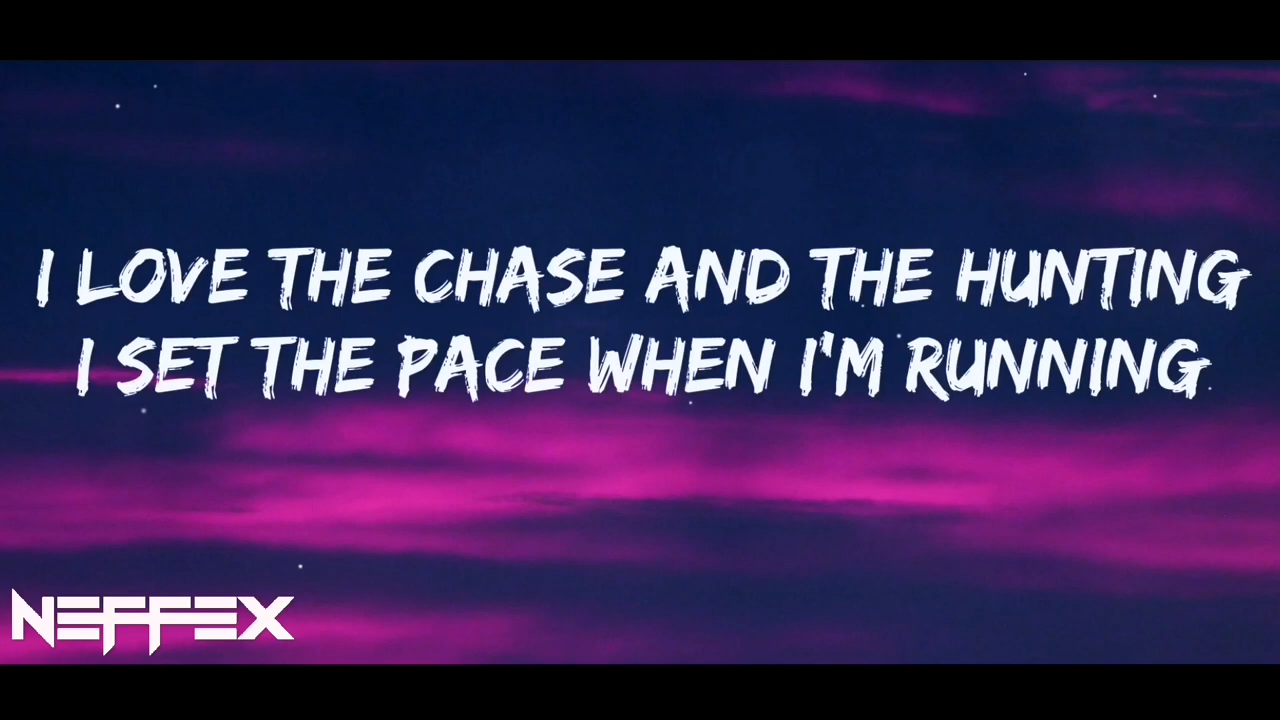 I LOVE THE CHASE AND THE HUNTING
I SET THE PACE WHEN I'M RUNNING
NEFFEX